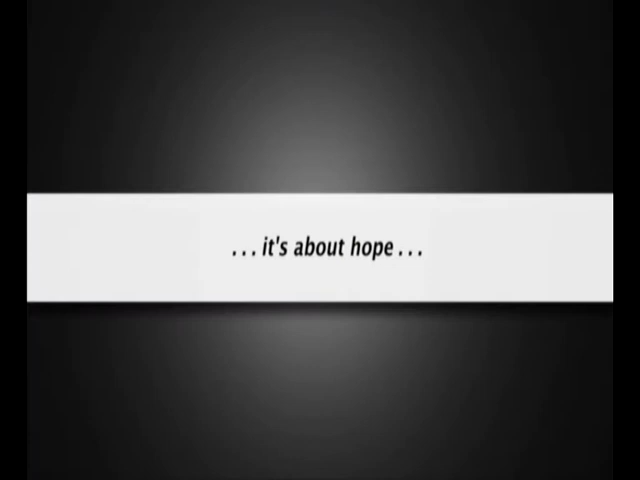 . . . it's about hope . . .